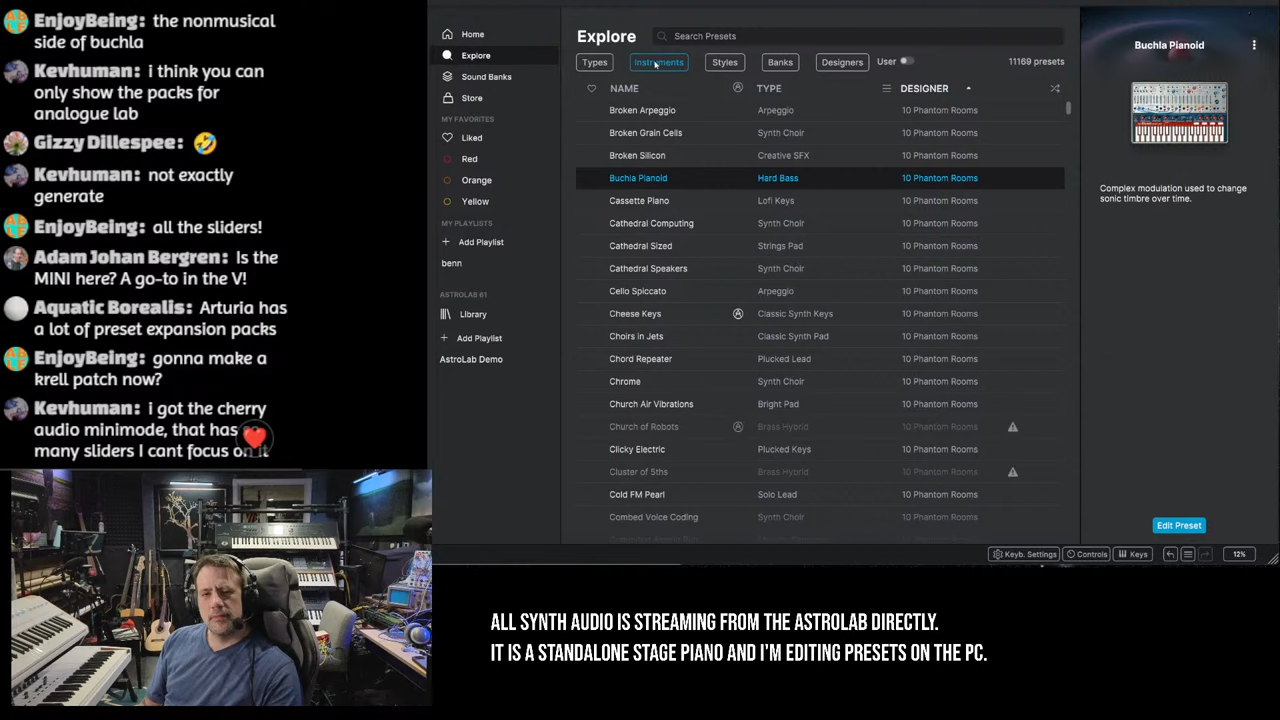 EnjoyBeing: the nonmusical
side of buchla
Kevhuman: i think you can
only show the packs for
analogue lab
Gizzy Dillespee: 🤣
Kevhuman: not exactly
generate
EnjoyBeing: all the sliders!
Adam Johan Bergren: Is the
MINI here? A go-to in the V!
Aquatic Borealis: Arturia has
a lot of preset expansion packs
EnjoyBeing: gonna make a
krell patch now?
Kevhuman: i got the cherry
audio minimode, that has
many sliders I cant focus on it
Home
Explore
Sound Banks
Store
MY FAVORITES
Liked
Red
Orange
Yellow
MY PLAYLISTS
+ Add Playlist
benn
ASTROLAB 61
Library
+ Add Playlist
AstroLab Demo
Explore
Search Presets
Types Instruments Styles Banks Designers User 11169 presets
NAME TYPE DESIGNER
Broken Arpeggio Arpeggio 10 Phantom Rooms
Broken Grain Cells Synth Choir 10 Phantom Rooms
Broken Silicon Creative SFX 10 Phantom Rooms
Buchla Pianoid Hard Bass 10 Phantom Rooms
Cassette Piano Lofi Keys 10 Phantom Rooms
Cathedral Computing Synth Choir 10 Phantom Rooms
Cathedral Sized Strings Pad 10 Phantom Rooms
Cathedral Speakers Synth Choir 10 Phantom Rooms
Cello Spiccato Arpeggio 10 Phantom Rooms
Cheese Keys Classic Synth Keys 10 Phantom Rooms
Choirs in Jets Classic Synth Pad 10 Phantom Rooms
Chord Repeater Plucked Lead 10 Phantom Rooms
Chrome Synth Choir 10 Phantom Rooms
Church Air Vibrations Bright Pad 10 Phantom Rooms
Church of Robots Brass Hybrid 10 Phantom Rooms
Clicky Electric Plucked Keys 10 Phantom Rooms
Cluster of 5ths Brass Hybrid 10 Phantom Rooms
Cold FM Pearl Solo Lead 10 Phantom Rooms
Combed Voice Coding Synth Choir 10 Phantom Rooms
Buchla Pianoid
Complex modulation used to change
sonic timbre over time.
Edit Preset
Keyb. Settings Controls Keys 12%
ALL SYNTH AUDIO IS STREAMING FROM THE ASTROLAB DIRECTLY.
IT IS A STANDALONE STAGE PIANO AND I'M EDITING PRESETS ON THE PC.